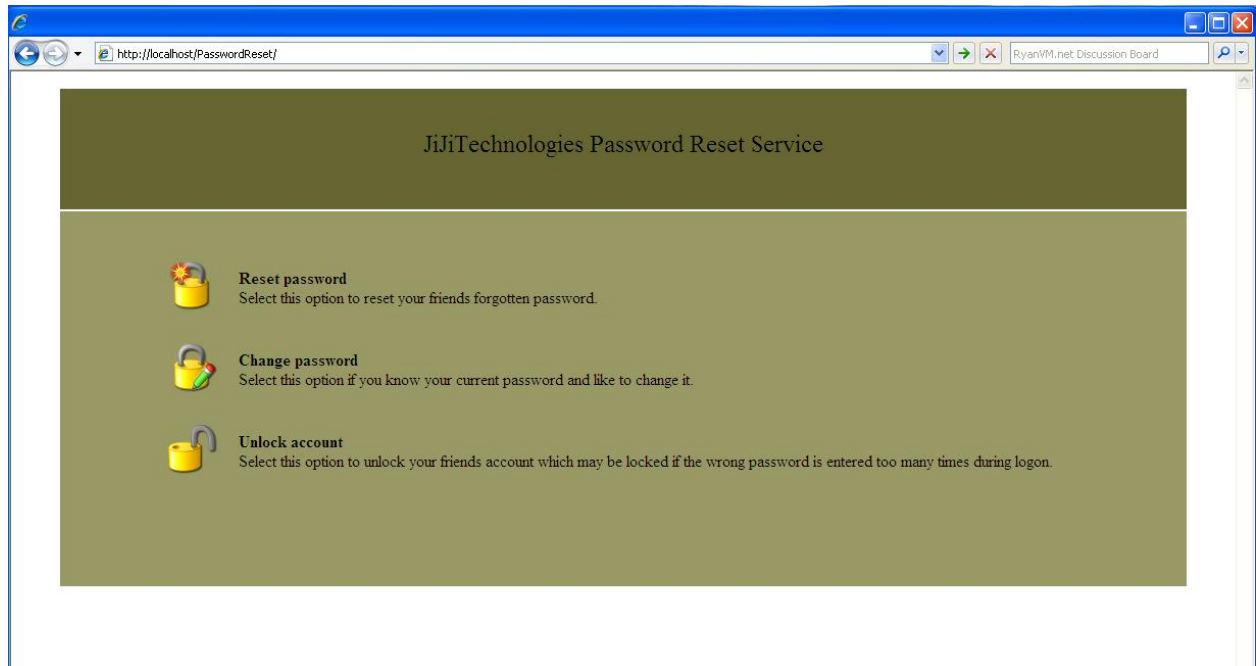 http://localhost/PasswordReset/
RyanVM.net Discussion Board
JiJiTechnologies Password Reset Service
Reset password
Select this option to reset your friends forgotten password.
Change password
Select this option if you know your current password and like to change it.
Unlock account
Select this option to unlock your friends account which may be locked if the wrong password is entered too many times during logon.